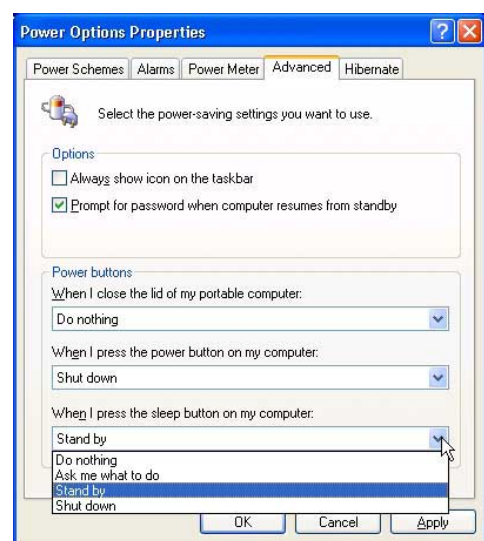 Power Options Properties
Power Schemes Alarms Power Meter Advanced Hibernate
Select the power-saving settings you want to use.
Options
Always show icon on the taskbar
Prompt for password when computer resumes from standby
Power buttons
When I close the lid of my portable computer:
Do nothing
When I press the power button on my computer:
Shut down
When I press the sleep button on my computer:
Stand by
Do nothing
Ask me what to do
Stand by
Shut down
OK Cancel Apply